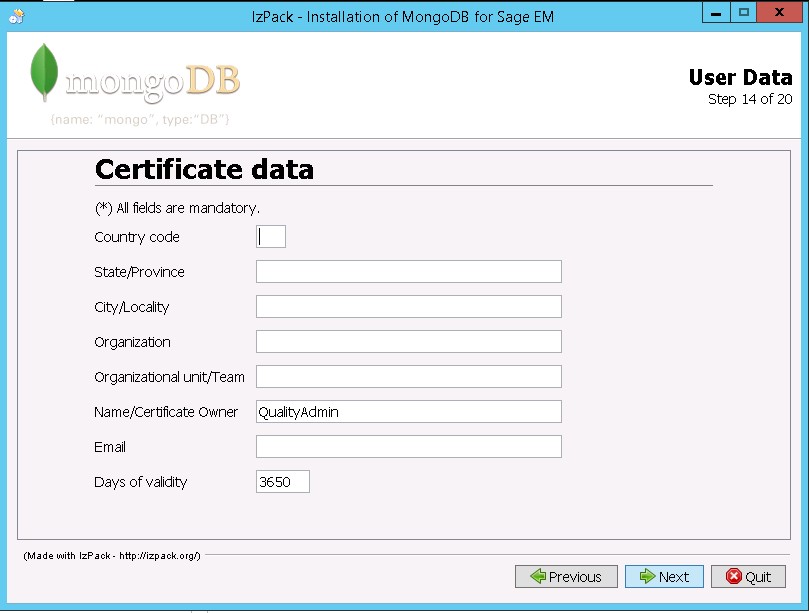 IzPack - Installation of MongoDB for Sage EM
mongoDB
{name: "mongo", type:"DB"}
User Data
Step 14 of 20
Certificate data
(*) All fields are mandatory.
Country code
State/Province
City/Locality
Organization
Organizational unit/Team
Name/Certificate Owner QualityAdmin
Email
Days of validity 3650
(Made with IzPack - http://izpack.org/)
Previous Next Quit